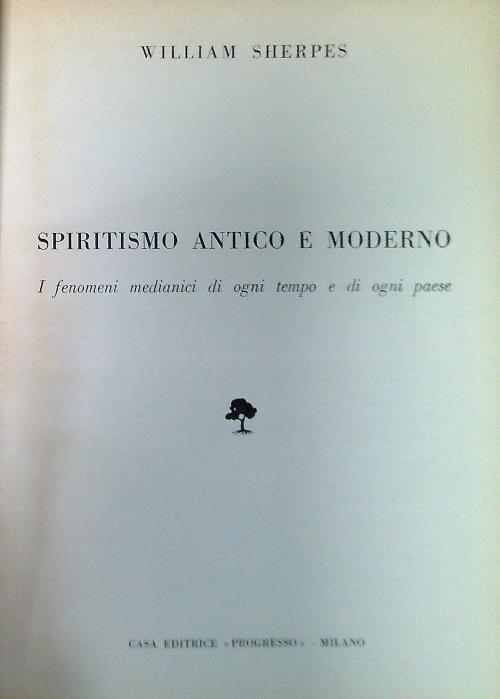 WILLIAM SHERPES
SPIRITISMO ANTICO E MODERNO
I fenomeni medianici di ogni tempo e di ogni paese
CASA EDITRICE «PROGRESSO» - MILANO